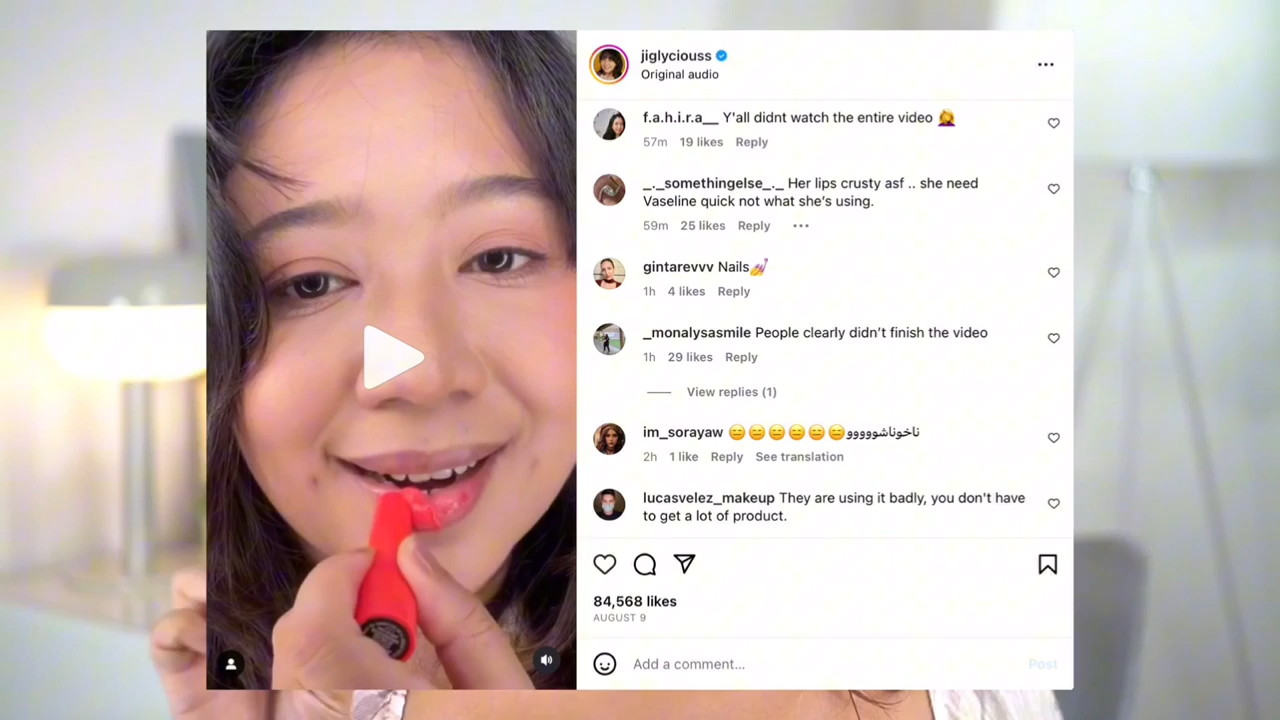 jiglyciouss
Original audio
f.a.h.i.r.a__ Y'all didnt watch the entire video 🤦‍♀️
57m 19 likes Reply
_._somethingelse_._ Her lips crusty asf .. she need
Vaseline quick not what she's using.
59m 25 likes Reply
gintarevvv Nails💅
1h 4 likes Reply
_monalysasmile People clearly didn't finish the video
1h 29 likes Reply
View replies (1)
im_sorayaw 😑😑😑😑😑😑ناخوناشووووو
2h 1 like Reply See translation
lucasvelez_makeup They are using it badly, you don't have
to get a lot of product.
84,568 likes
AUGUST 9
Add a comment...
Post